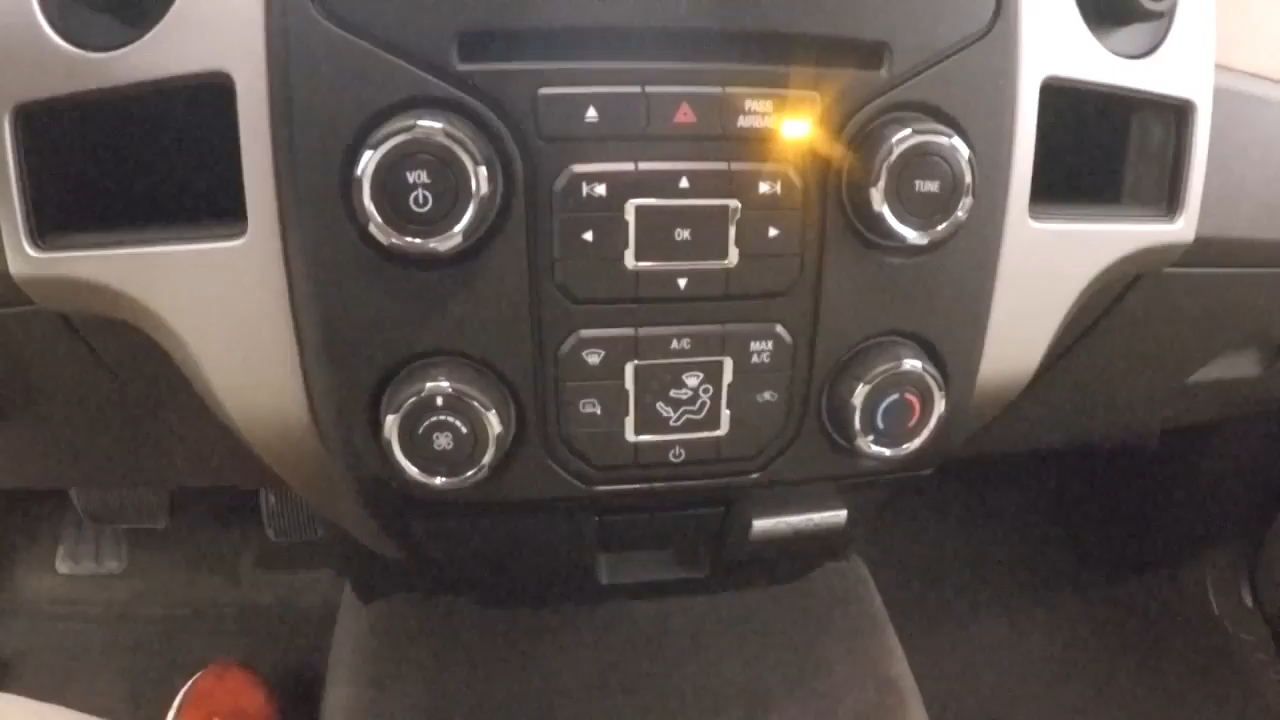 PASS
AIRBAG
VOL
TUNE
OK
A/C
MAX
A/C